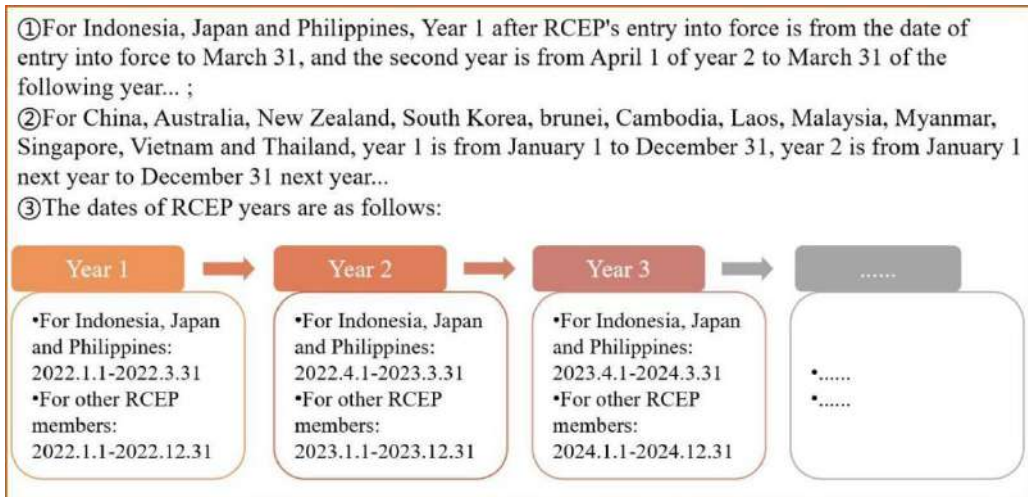 ①For Indonesia, Japan and Philippines, Year 1 after RCEP's entry into force is from the date of
entry into force to March 31, and the second year is from April 1 of year 2 to March 31 of the
following year... ;
②For China, Australia, New Zealand, South Korea, brunei, Cambodia, Laos, Malaysia, Myanmar,
Singapore, Vietnam and Thailand, year 1 is from January 1 to December 31, year 2 is from January 1
next year to December 31 next year...
③The dates of RCEP years are as follows:
Year 1
•For Indonesia, Japan
and Philippines:
2022.1.1-2022.3.31
•For other RCEP
members:
2022.1.1-2022.12.31
Year 2
•For Indonesia, Japan
and Philippines:
2022.4.1-2023.3.31
•For other RCEP
members:
2023.1.1-2023.12.31
Year 3
•For Indonesia, Japan
and Philippines:
2023.4.1-2024.3.31
•For other RCEP
members:
2024.1.1-2024.12.31
......
•......
•......